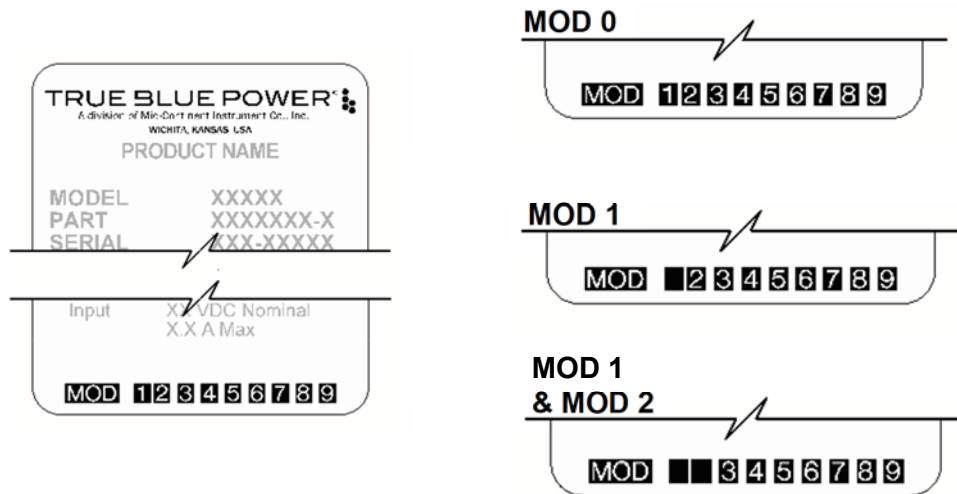 TRUE BLUE POWER®
A division of Mid-Continent Instrument Co., Inc.
WICHITA, KANSAS USA
PRODUCT NAME
MODEL XXXXX
PART XXXXXXX-X
SERIAL XXX-XXXXX
Input XX VDC Nominal
X.X A Max
MOD 1 2 3 4 5 6 7 8 9
MOD 0
MOD 1 2 3 4 5 6 7 8 9
MOD 1
MOD 2 3 4 5 6 7 8 9
MOD 1
& MOD 2
MOD 3 4 5 6 7 8 9